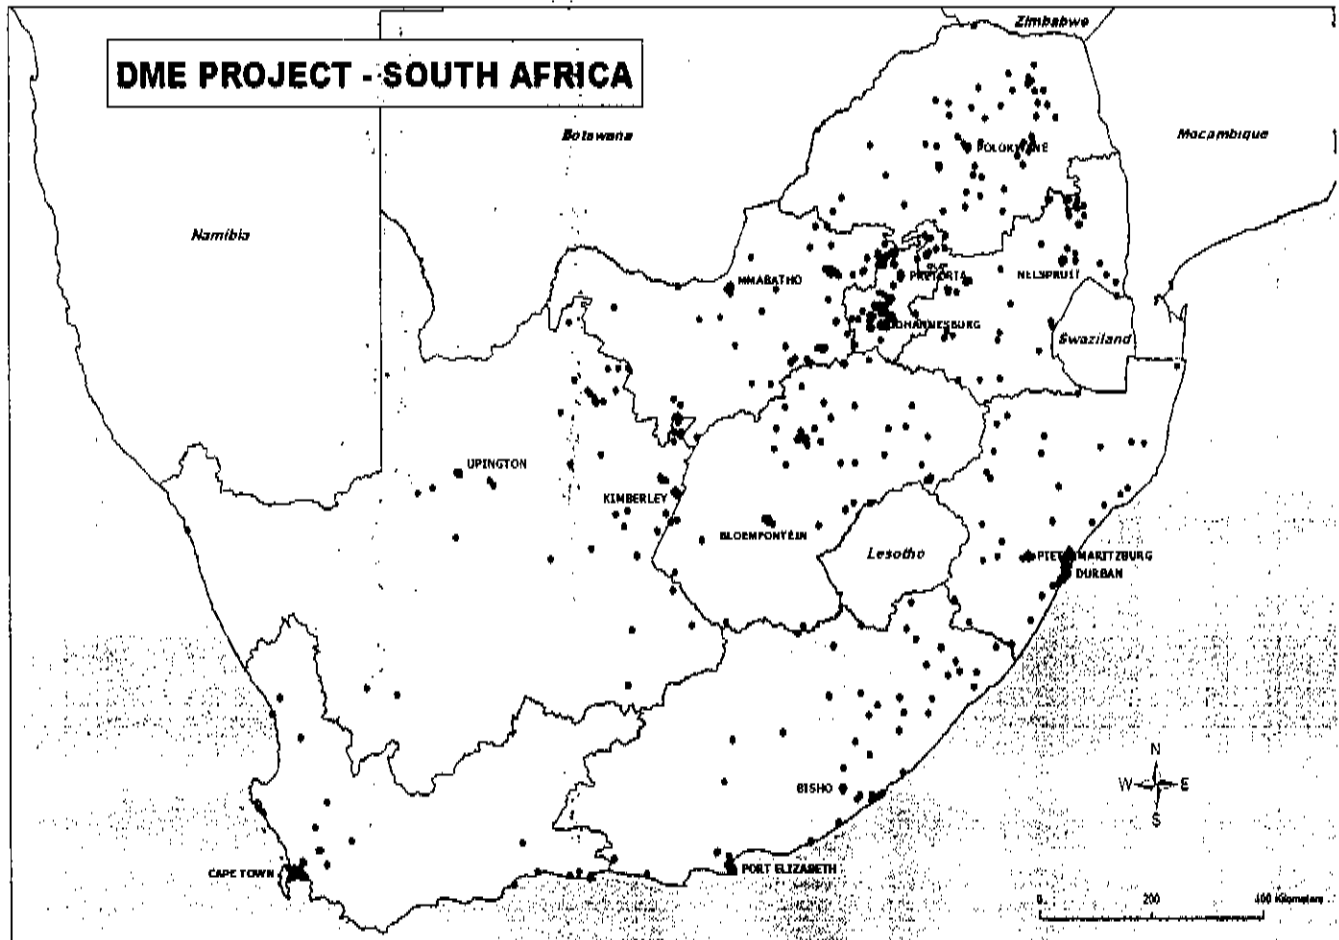 Zimbabwe
DME PROJECT - SOUTH AFRICA
Botswana
Mocambique
POLOKWANE
Namibia
MMABATHO
PRETORIA
NELSPRUIT
JOHANNESBURG
Swaziland
UPINGTON
KIMBERLEY
BLOEMFONTEIN
Lesotho
PIETERMARITZBURG
DURBAN
N
W E
S
BISHO
CAPE TOWN
PORT ELIZABETH
0 200 400 Kilometers